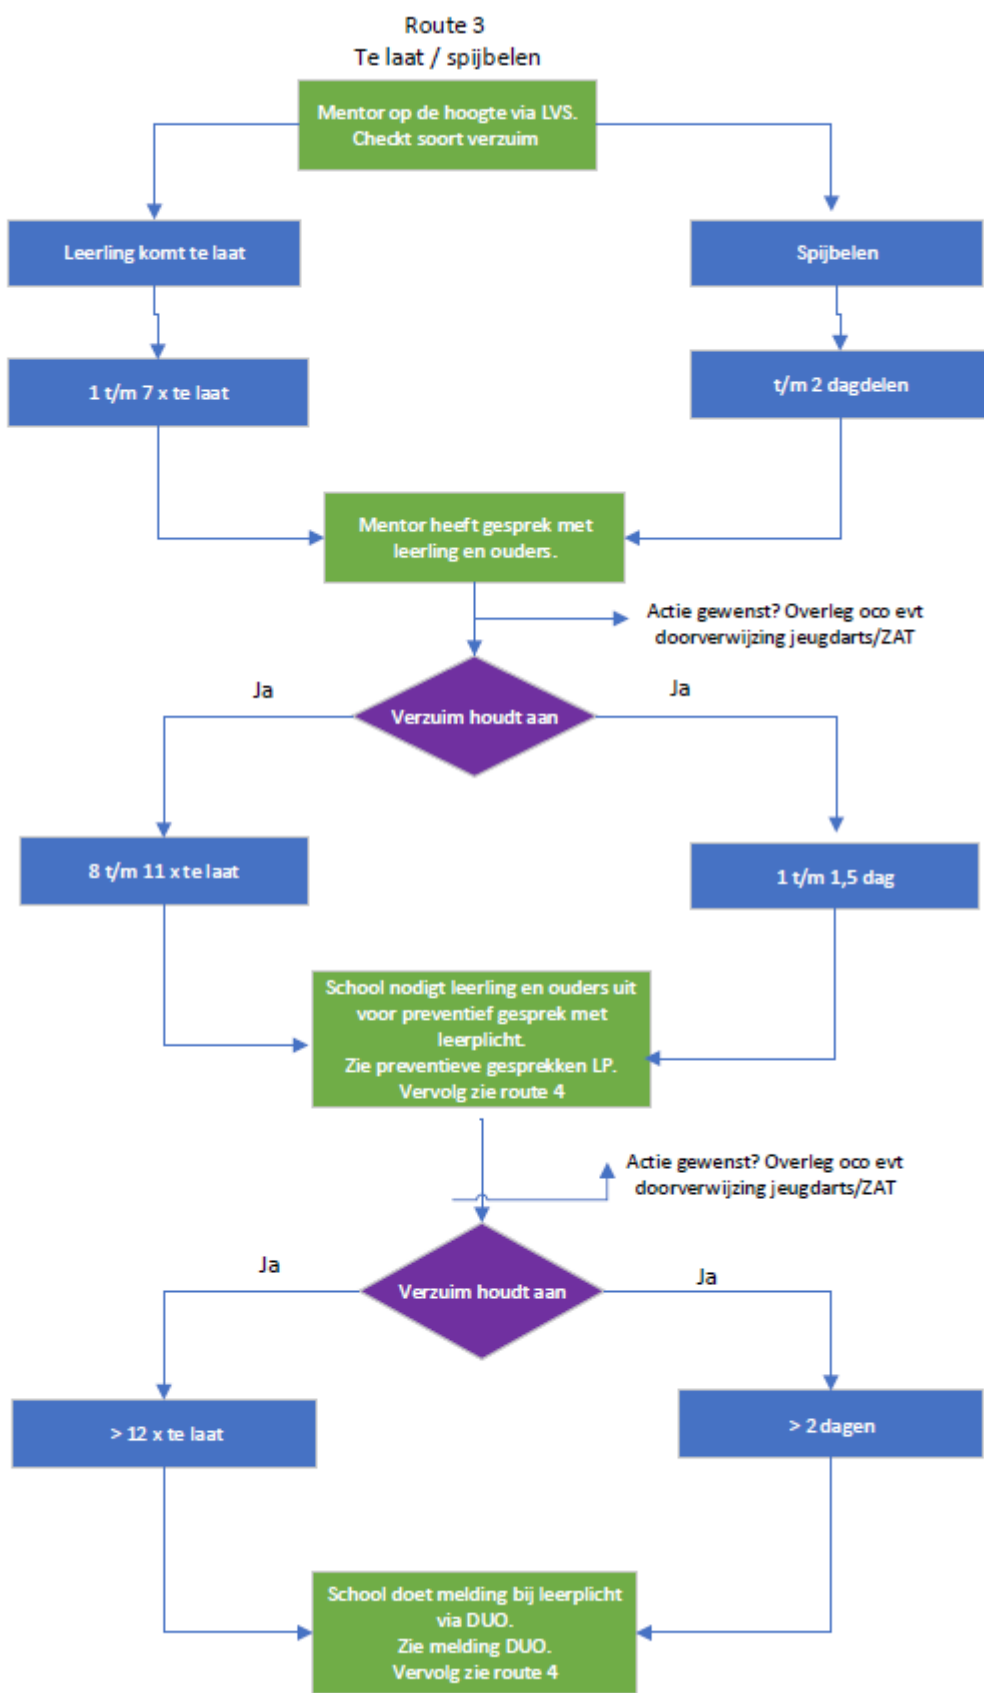 Route 3
Te laat / spijbelen
Mentor op de hoogte via LVS.
Checkt soort verzuim
Leerling komt te laat
Spijbelen
1 t/m 7 x te laat
t/m 2 dagdelen
Mentor heeft gesprek met
leerling en ouders.
Actie gewenst? Overleg oco evt
doorverwijzing jeugdarts/ZAT
Ja
Ja
Verzuim houdt aan
8 t/m 11 x te laat
1 t/m 1,5 dag
School nodigt leerling en ouders uit
voor preventief gesprek met
leerplicht.
Zie preventieve gesprekken LP.
Vervolg zie route 4
Actie gewenst? Overleg oco evt
doorverwijzing jeugdarts/ZAT
Ja
Ja
Verzuim houdt aan
> 12 x te laat
> 2 dagen
School doet melding bij leerplicht
via DUO.
Zie melding DUO.
Vervolg zie route 4